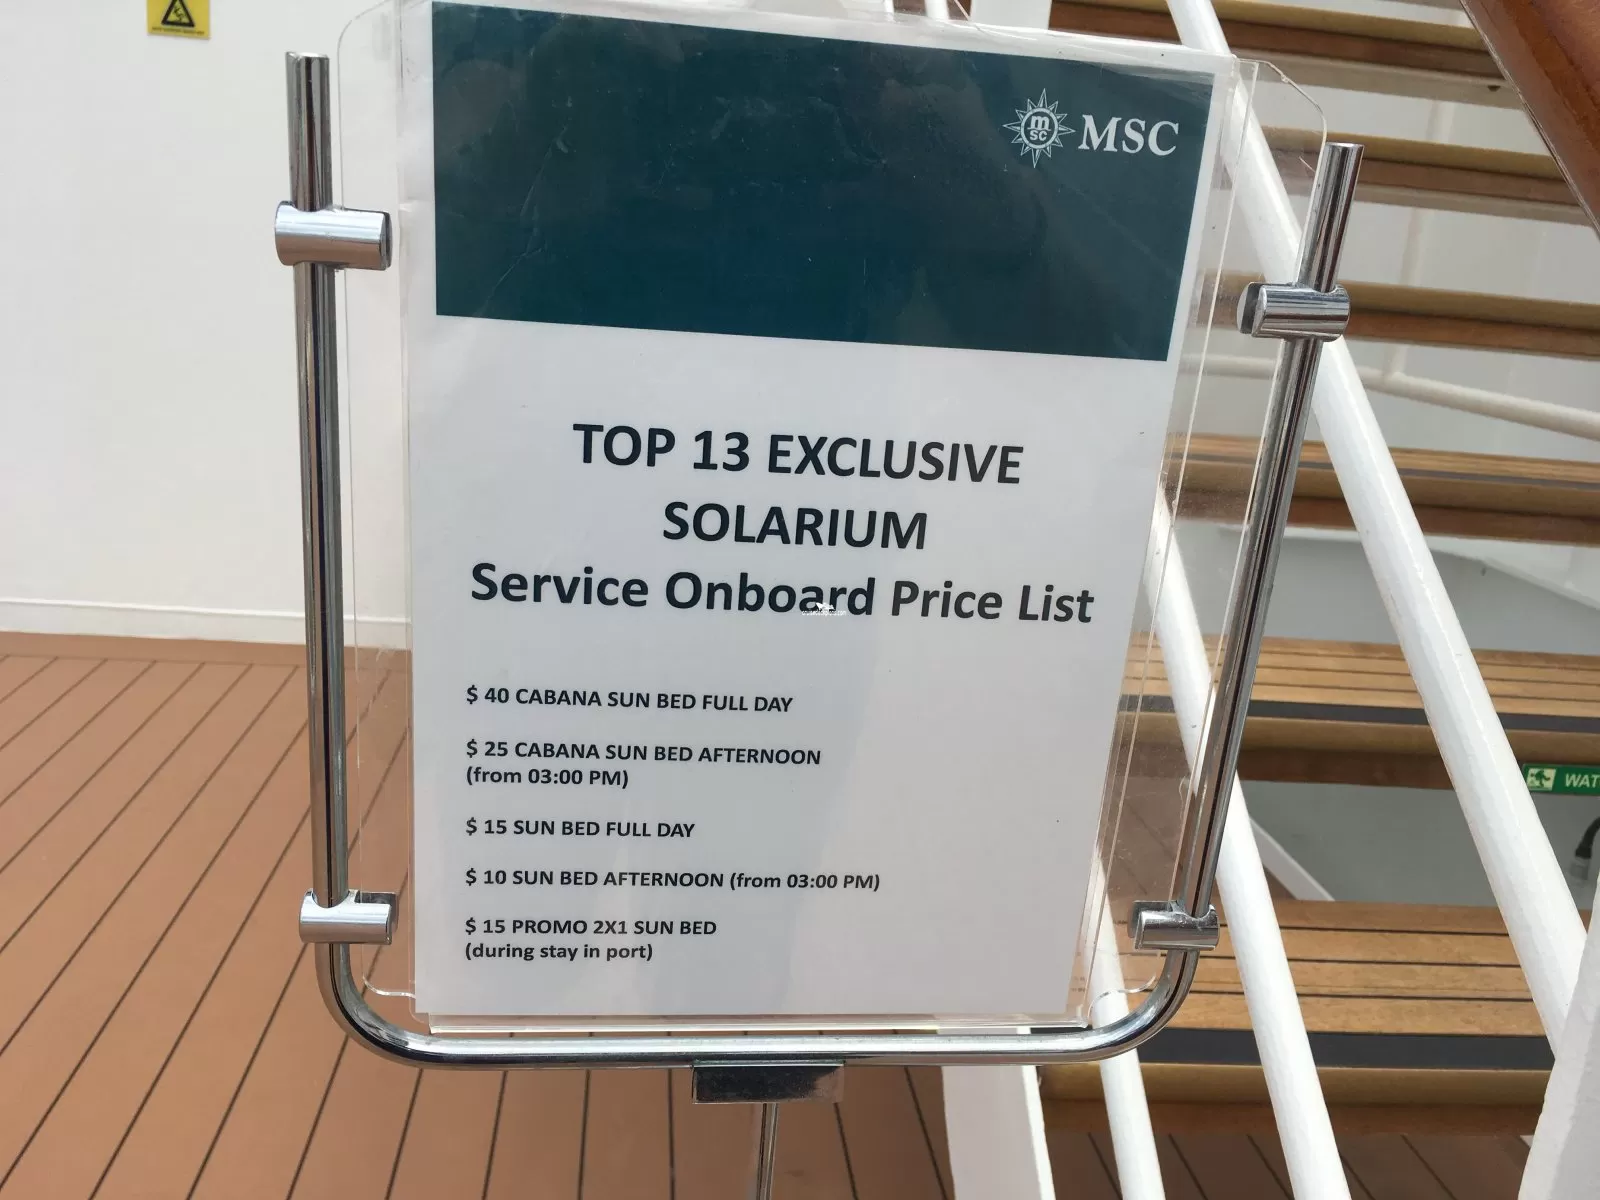 m
SC
MSC
TOP 13 EXCLUSIVE
SOLARIUM
Service Onboard Price List
$ 40 CABANA SUN BED FULL DAY
$ 25 CABANA SUN BED AFTERNOON
(from 03:00 PM)
$ 15 SUN BED FULL DAY
$ 10 SUN BED AFTERNOON (from 03:00 PM)
$ 15 PROMO 2X1 SUN BED
(during stay in port)
WAT